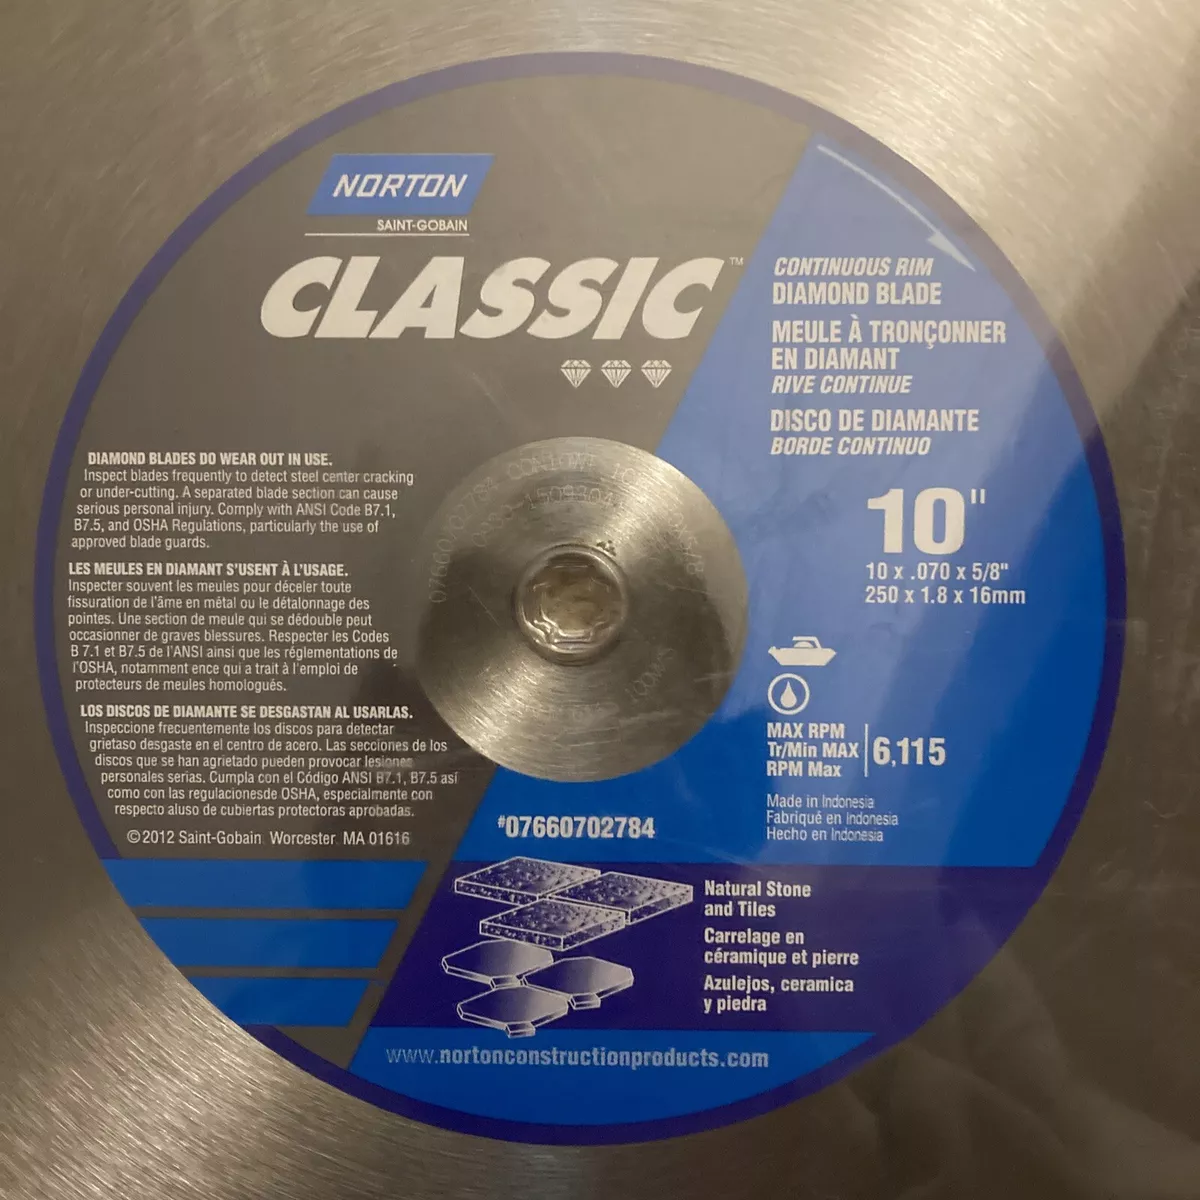 NORTON
SAINT-GOBAIN
CLASSIC™
CONTINUOUS RIM
DIAMOND BLADE
MEULE À TRONÇONNER
EN DIAMANT
RIVE CONTINUE
DISCO DE DIAMANTE
BORDE CONTINUO
10"
10 x .070 x 5/8"
250 x 1.8 x 16mm
DIAMOND BLADES DO WEAR OUT IN USE.
Inspect blades frequently to detect steel center cracking
or under-cutting. A separated blade section can cause
serious personal injury. Comply with ANSI Code B7.1,
B7.5, and OSHA Regulations, particularly the use of
approved blade guards.
LES MEULES EN DIAMANT S'USENT À L'USAGE.
Inspecter souvent les meules pour déceler toute
fissuration de l'âme en métal ou le détalonnage des
pointes. Une section de meule qui se dédouble peut
occasionner de graves blessures. Respecter les Codes
B 7.1 et B7.5 de l'ANSI ainsi que les réglementations de
l'OSHA, notamment ence qui a trait à l'emploi de
protecteurs de meules homologués.
LOS DISCOS DE DIAMANTE SE DESGASTAN AL USARLAS.
Inspeccione frecuentemente los discos para detectar
grietaso desgaste en el centro de acero. Las secciones de los
discos que se han agrietado pueden provocar lesiones
personales serias. Cumpla con el Código ANSI B7.1, B7.5 así
como con las regulacionesde OSHA, especialmente con
respecto aluso de cubiertas protectoras aprobadas.
©2012 Saint-Gobain Worcester MA 01616
MAX RPM
Tr/Min MAX
RPM Max
6,115
Made in Indonesia
Fabriqué en Indonesia
Hecho en Indonesia
#07660702784
Natural Stone
and Tiles
Carrelage en
céramique et pierre
Azulejos, ceramica
y piedra
www.nortonconstructionproducts.com